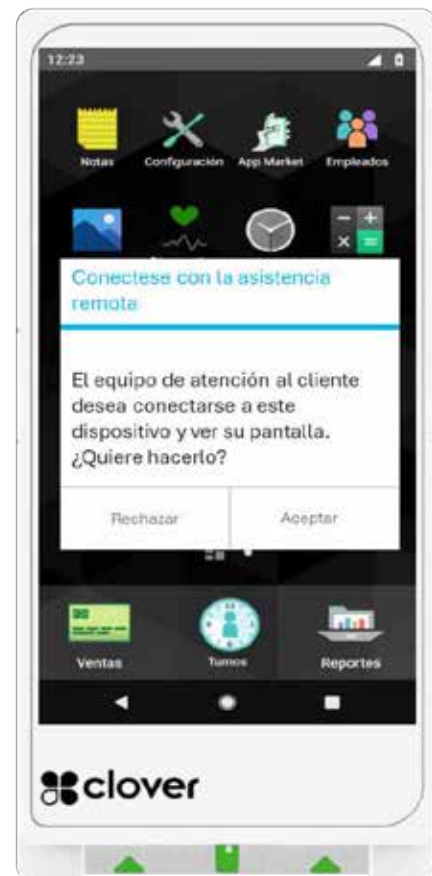 12:23
Notas Configuración App Market Empleados
Conectese con la asistencia
remota
El equipo de atención al cliente
desea conectarse a este
dispositivo y ver su pantalla.
¿Quiere hacerlo?
Rechazar Aceptar
Ventas Turnos Reportes
clover